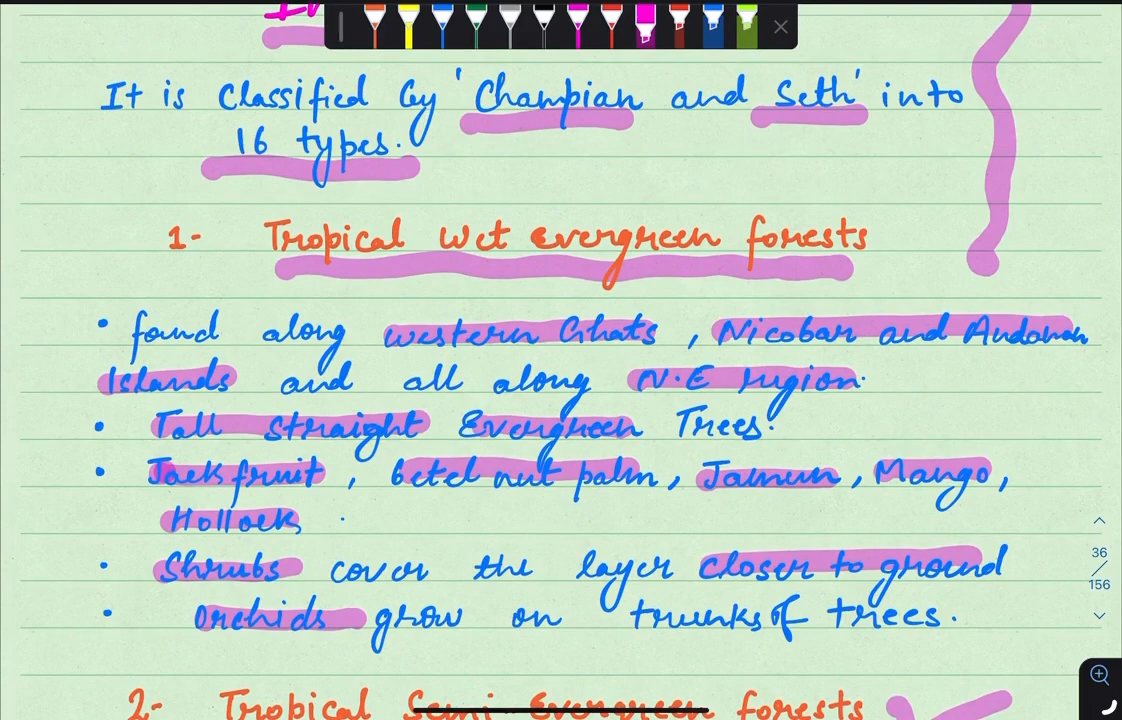 It is classified by 'Champian and Seth' into
16 types.
1- Tropical Wet Evergreen forests
• found along western Ghats, Nicobar and Andaman
Islands and all along N.E region.
• Tall straight Evergreen Trees.
• Jackfruit, betel nut palm, Jamun, Mango,
Hollock.
• Shrubs cover the layer closer to ground
• orchids grow on trunks of trees.
2- Tropical Semi Evergreen forests
36
156